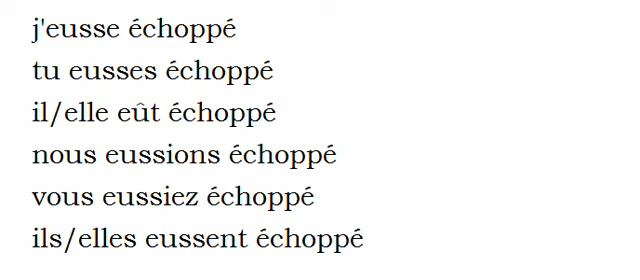 j'eusse échoppé
tu eusses échoppé
il/elle eût échoppé
nous eussions échoppé
vous eussiez échoppé
ils/elles eussent échoppé